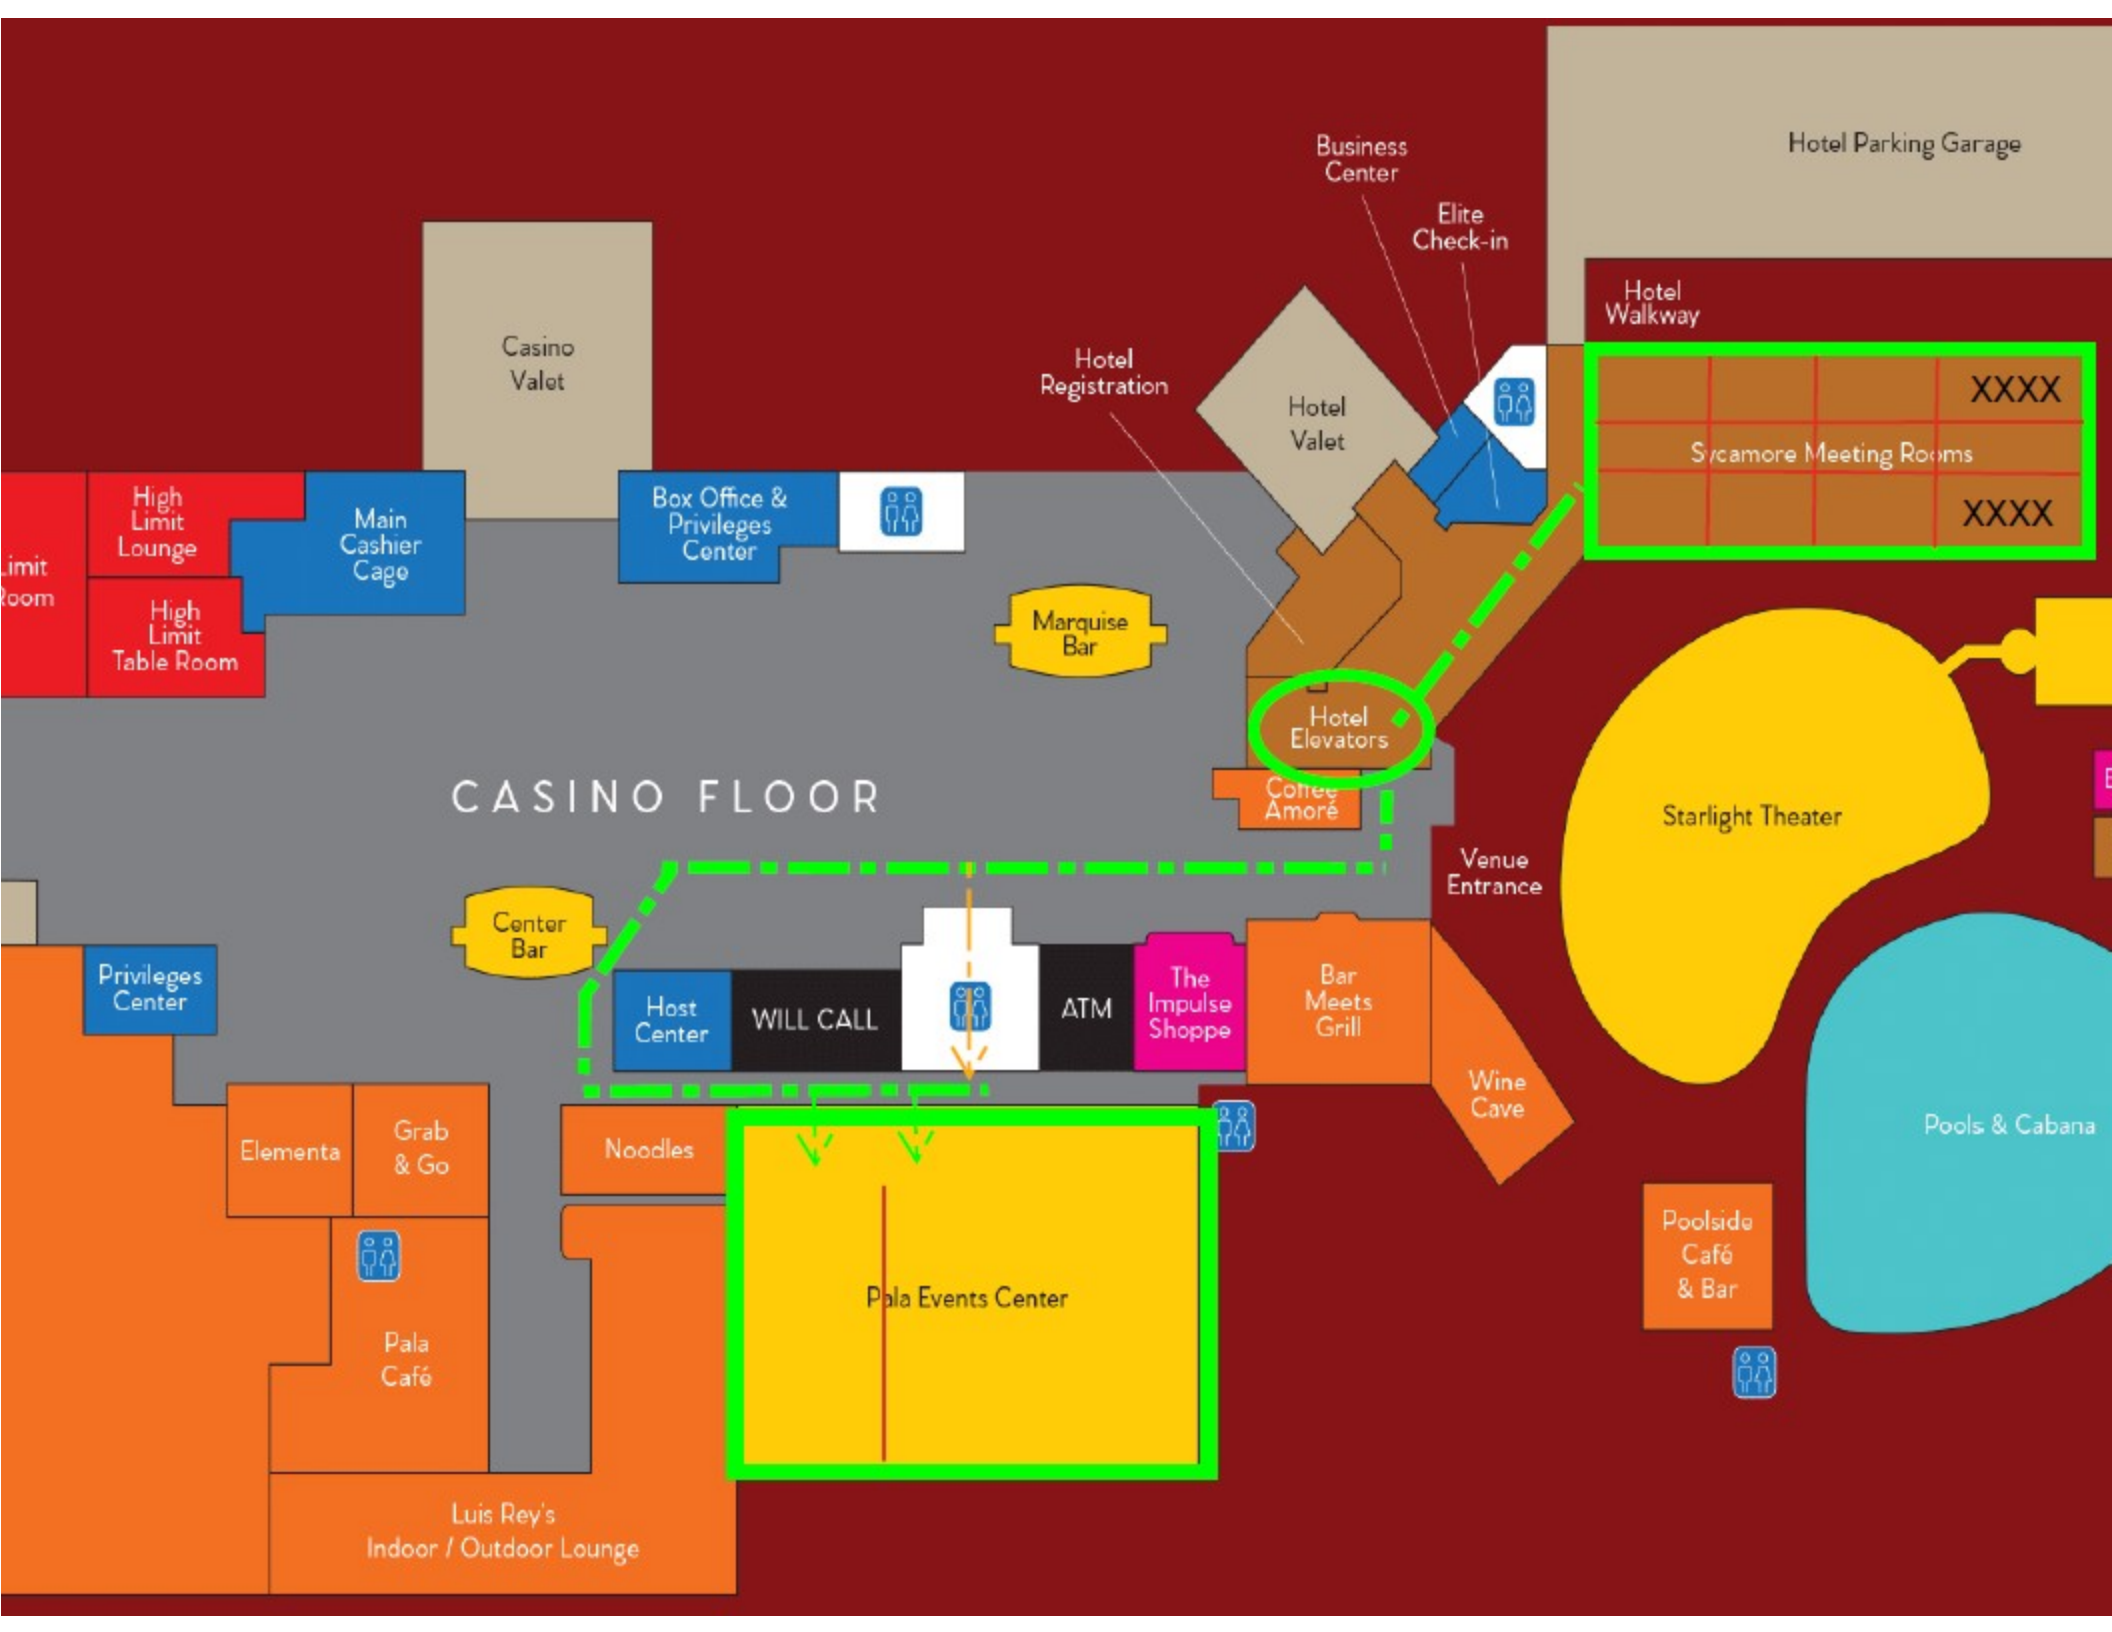 Hotel Parking Garage
Business
Center
Elite
Check-in
Hotel
Walkway
Casino
Valet
Hotel
Registration
Hotel
Valet
XXXX
Sycamore Meeting Rooms
XXXX
High
Limit
Lounge
Main
Cashier
Cage
Box Office &
Privileges
Center
Limit
Room
High
Limit
Table Room
Marquise
Bar
Hotel
Elevators
CASINO FLOOR
Coffee
Amoré
Starlight Theater
Venue
Entrance
Center
Bar
Privileges
Center
Host
Center
WILL CALL
ATM
The
Impulse
Shoppe
Bar
Meets
Grill
Wine
Cave
Elementa
Grab
& Go
Noodles
Pools & Cabana
Poolside
Café
& Bar
Pala Events Center
Pala
Café
Luis Rey's
Indoor / Outdoor Lounge